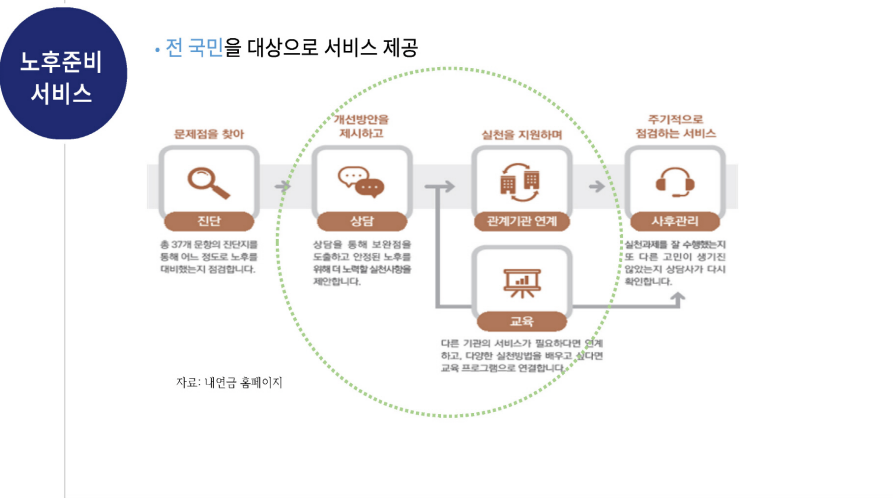 노후준비
서비스
• 전 국민을 대상으로 서비스 제공
문제점을 찾아
개선방안을
제시하고
실천을 지원하며
주기적으로
점검하는 서비스
진단
상담
관계기관 연계
사후관리
총 37개 문항의 진단지를
통해 어느 정도로 노후를
대비했는지 점검합니다.
상담을 통해 보완점을
도출하고 안정된 노후를
위해 더 노력할 실천사항을
제안합니다.
실천과제를 잘 수행했는지
또 다른 고민이 생기진
않았는지 상담사가 다시
확인합니다.
교육
다른 기관의 서비스가 필요하다면 연계
하고, 다양한 실천방법을 배우고 싶다면
교육 프로그램으로 연결합니다.
자료: 내연금 홈페이지